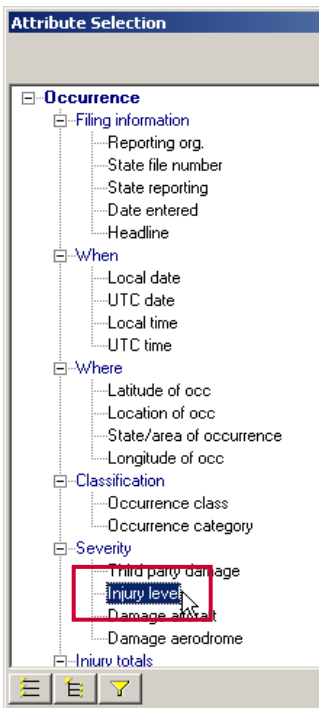 Attribute Selection
Occurrence
Filing information
Reporting org.
State file number
State reporting
Date entered
Headline
When
Local date
UTC date
Local time
UTC time
Where
Latitude of occ
Location of occ
State/area of occurrence
Longitude of occ
Classification
Occurrence class
Occurrence category
Severity
Third party damage
Injury level
Damage aircraft
Damage aerodrome
Injury totals